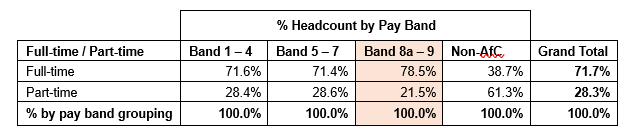 % Headcount by Pay Band
Full-time / Part-time Band 1 – 4 Band 5 – 7 Band 8a – 9 Non-AfC Grand Total
Full-time 71.6% 71.4% 78.5% 38.7% 71.7%
Part-time 28.4% 28.6% 21.5% 61.3% 28.3%
% by pay band grouping 100.0% 100.0% 100.0% 100.0% 100.0%